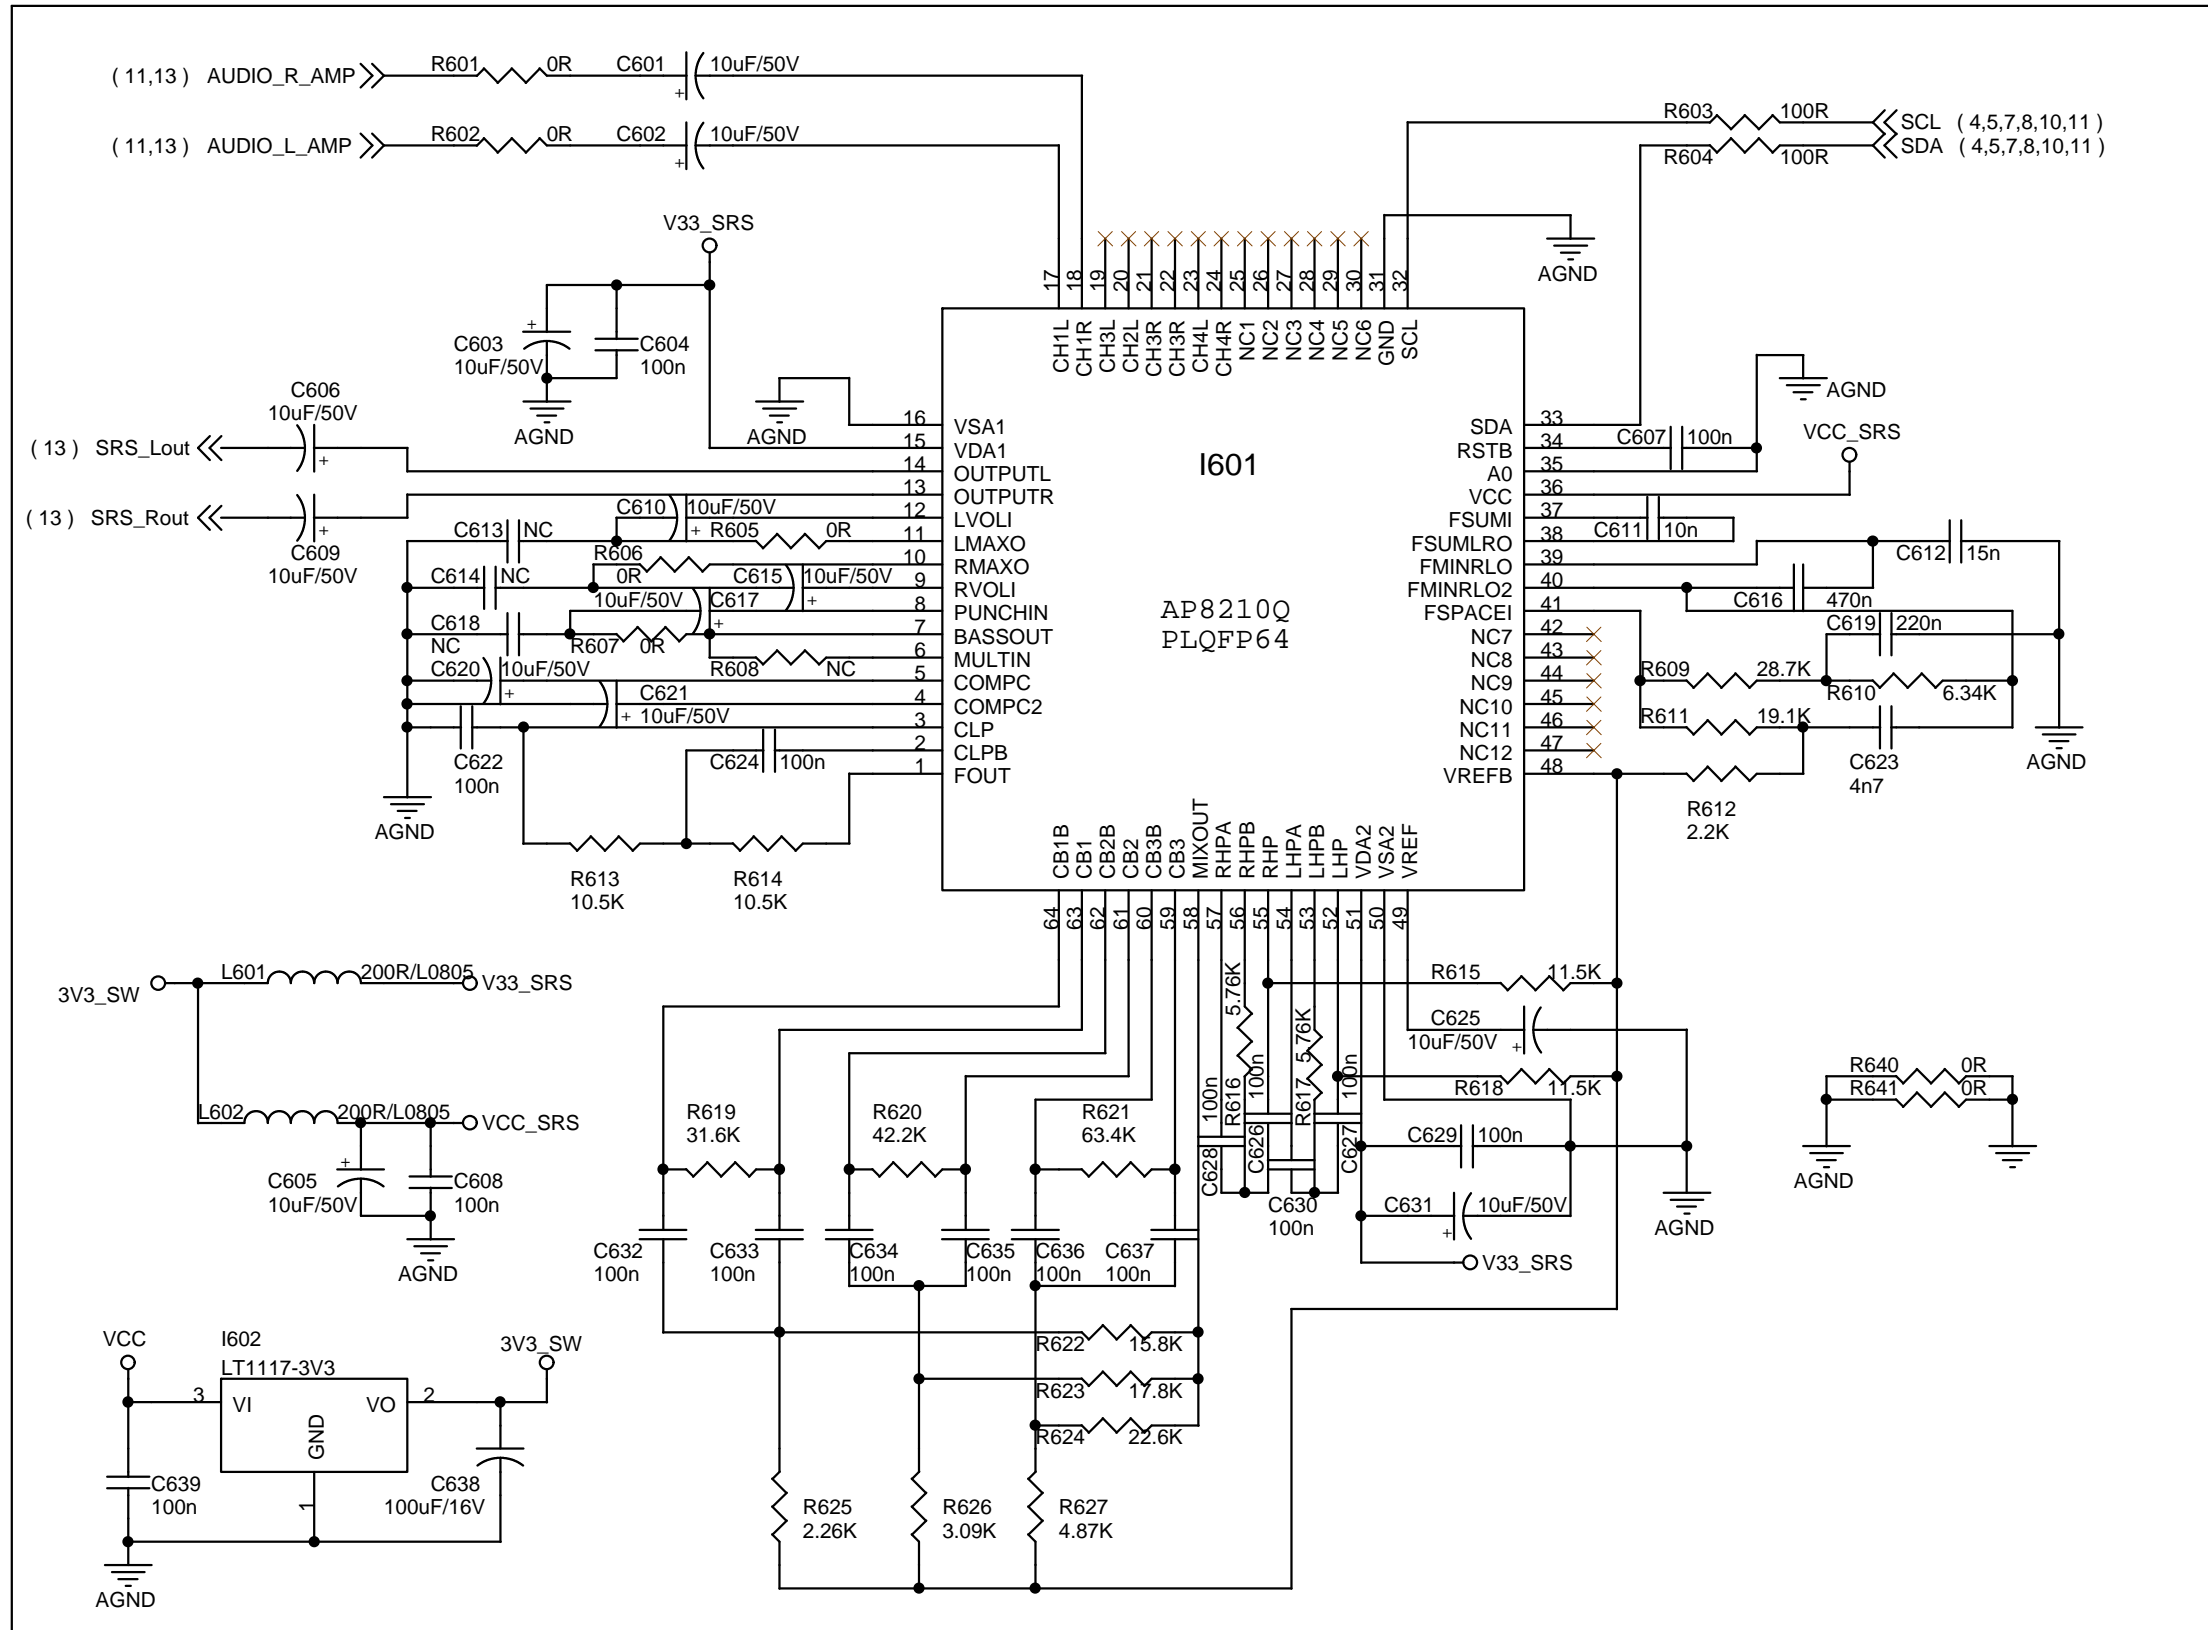 ( 11,13 ) AUDIO_R_AMP
R601 0R
C601 10uF/50V
( 11,13 ) AUDIO_L_AMP
R602 0R
C602 10uF/50V
R603 100R
SCL ( 4,5,7,8,10,11 )
SDA ( 4,5,7,8,10,11 )
R604 100R
V33_SRS
C603
10uF/50V
C604
100n
AGND
AGND
AGND
17 18 19 20 21 22 23 24 25 26 27 28 29 30 31 32
CH1L CH1R CH3L CH2L CH3R CH3R CH4L CH4R NC1 NC2 NC3 NC4 NC5 NC6 GND SCL
C606
10uF/50V
( 13 ) SRS_Lout
( 13 ) SRS_Rout
C609
10uF/50V
16 VSA1
15 VDA1
14 OUTPUTL
13 OUTPUTR
12 LVOLI
11 LMAXO
10 RMAXO
9 RVOLI
8 PUNCHIN
7 BASSOUT
6 MULTIN
5 COMPC
4 COMPC2
3 CLP
2 CLPB
1 FOUT
I601
AP8210Q
PLQFP64
SDA 33
RSTB 34
A0 35
VCC 36
FSUMI 37
FSUMLRO 38
FMINRLO 39
FMINRLO2 40
FSPACEI 41
NC7 42
NC8 43
NC9 44
NC10 45
NC11 46
NC12 47
VREFB 48
C610 10uF/50V
C613 NC
R605 0R
R606
0R
C614 NC
C615 10uF/50V
10uF/50V C617
C618
NC
R607 0R
R608 NC
C620 10uF/50V
C621
10uF/50V
C622
100n
C624 100n
AGND
R613
10.5K
R614
10.5K
C607 100n
AGND
VCC_SRS
C611 10n
C612 15n
C616 470n
C619 220n
R609 28.7K
R610 6.34K
R611 19.1K
C623
4n7
R612
2.2K
AGND
CB1B CB1 CB2B CB2 CB3B CB3 MIXOUT RHPA RHPB RHP LHPA LHPB LHP VDA2 VSA2 VREF
64 63 62 61 60 59 58 57 56 55 54 53 52 51 50 49
3V3_SW
L601 200R/L0805
V33_SRS
L602 200R/L0805
VCC_SRS
C605
10uF/50V
C608
100n
AGND
R619
31.6K
R620
42.2K
R621
63.4K
C628 100n
R616 5.76K
C626 100n
R617 5.76K
C627 100n
C630
100n
R615 11.5K
C625
10uF/50V
R618 11.5K
C629 100n
C631 10uF/50V
V33_SRS
AGND
R640 0R
R641 0R
AGND
C632
100n
C633
100n
C634
100n
C635
100n
C636
100n
C637
100n
R622 15.8K
R623 17.8K
R624 22.6K
R625
2.26K
R626
3.09K
R627
4.87K
VCC
I602
LT1117-3V3
3V3_SW
3 VI VO 2
GND
1
C639
100n
C638
100uF/16V
AGND